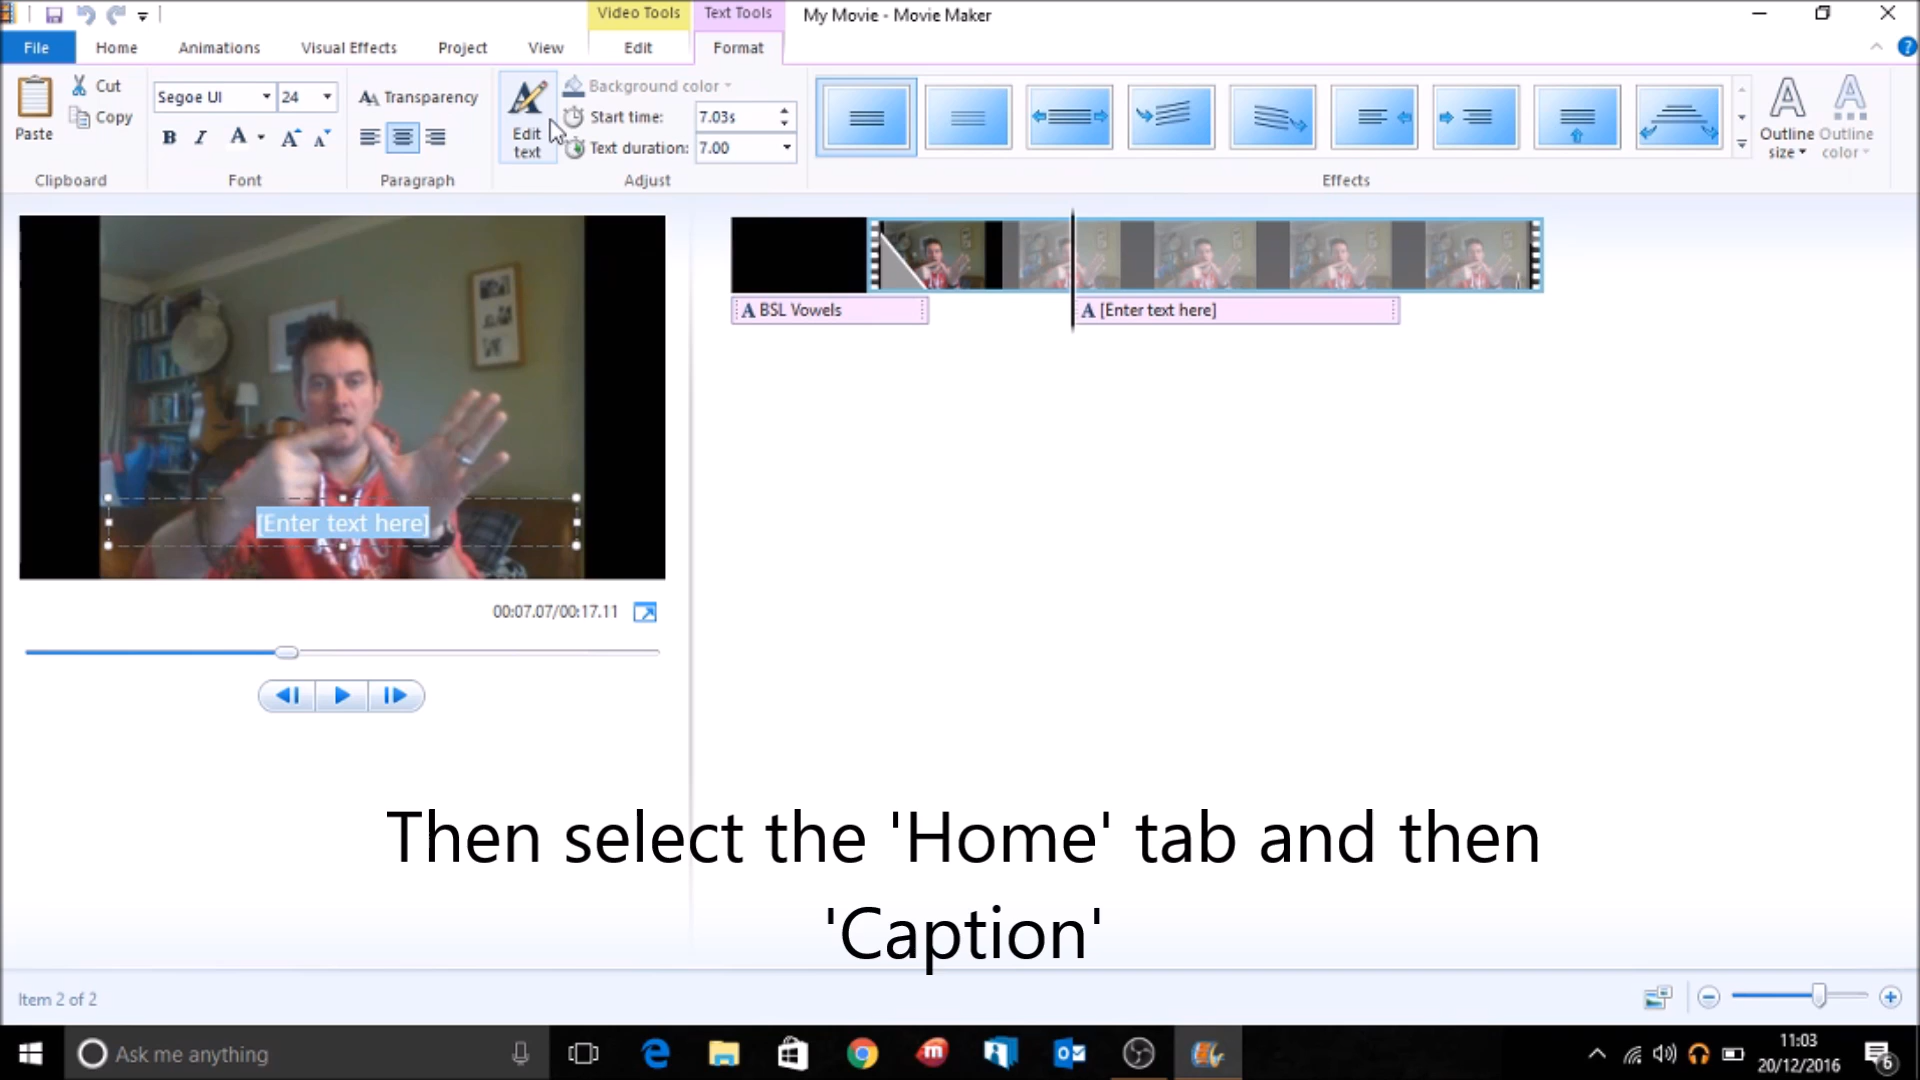 Video Tools
Text Tools
My Movie - Movie Maker
File
Home
Animations
Visual Effects
Project
View
Edit
Format
Paste
Cut
Copy
Clipboard
Segoe UI
24
B I A A A
Font
Transparency
Paragraph
Edit
text
Background color
Start time:
7.03s
Text duration:
7.00
Adjust
Effects
Outline
size
Outline
color
A BSL Vowels
A [Enter text here]
[Enter text here]
00:07.07/00:17.11
Then select the 'Home' tab and then
'Caption'
Item 2 of 2
Ask me anything
11:03
20/12/2016
6